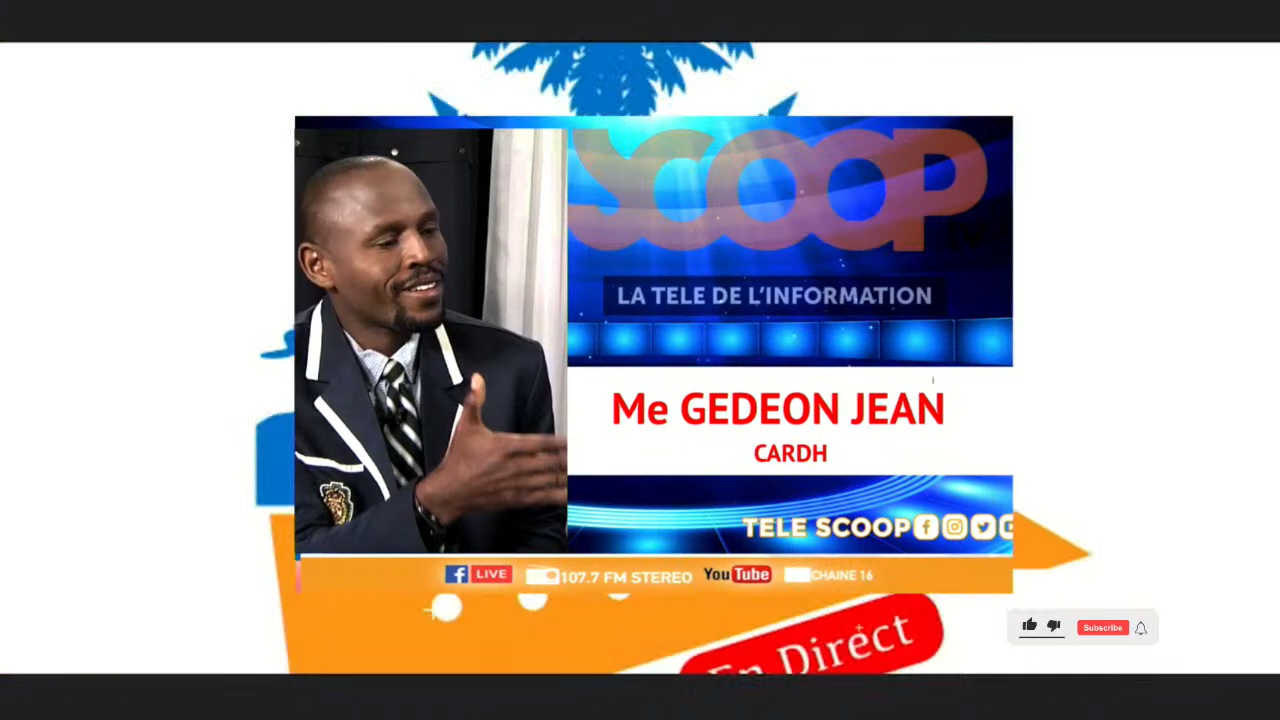 SCOOP
LA TELE DE L'INFORMATION
Me GEDEON JEAN
CARDH
TELE SCOOP
LIVE
107.7 FM STEREO
YouTube
CHAINE 16
En Direct
Subscribe